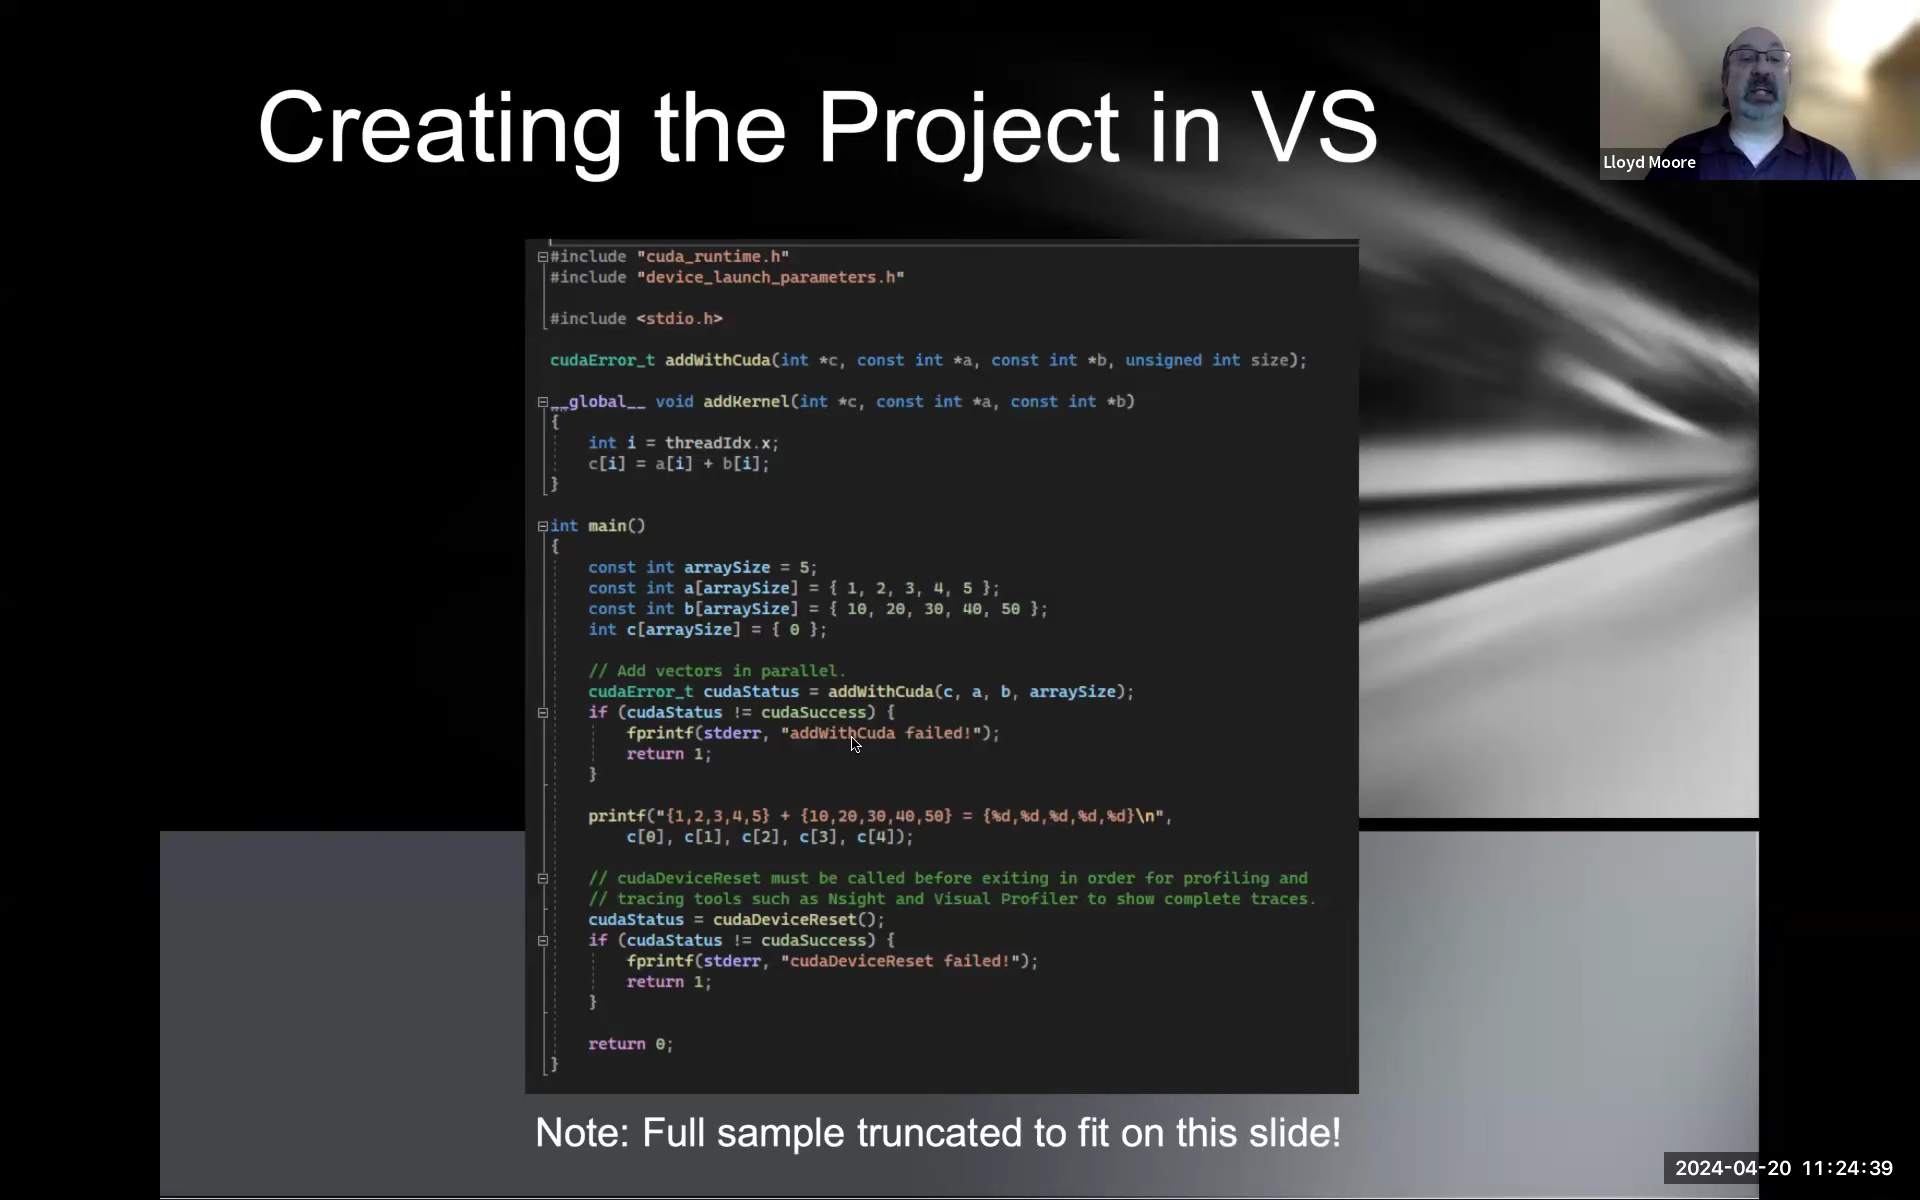 Creating the Project in VS
Lloyd Moore
#include "cuda_runtime.h"
#include "device_launch_parameters.h"
#include <stdio.h>
cudaError_t addWithCuda(int *c, const int *a, const int *b, unsigned int size);
__global__ void addKernel(int *c, const int *a, const int *b)
{
    int i = threadIdx.x;
    c[i] = a[i] + b[i];
}
int main()
{
    const int arraySize = 5;
    const int a[arraySize] = { 1, 2, 3, 4, 5 };
    const int b[arraySize] = { 10, 20, 30, 40, 50 };
    int c[arraySize] = { 0 };
    // Add vectors in parallel.
    cudaError_t cudaStatus = addWithCuda(c, a, b, arraySize);
    if (cudaStatus != cudaSuccess) {
        fprintf(stderr, "addWithCuda failed!");
        return 1;
    }
    printf("{1,2,3,4,5} + {10,20,30,40,50} = {%d,%d,%d,%d,%d}\n",
        c[0], c[1], c[2], c[3], c[4]);
    // cudaDeviceReset must be called before exiting in order for profiling and
    // tracing tools such as Nsight and Visual Profiler to show complete traces.
    cudaStatus = cudaDeviceReset();
    if (cudaStatus != cudaSuccess) {
        fprintf(stderr, "cudaDeviceReset failed!");
        return 1;
    }
    return 0;
}
Note: Full sample truncated to fit on this slide!
2024-04-20 11:24:39